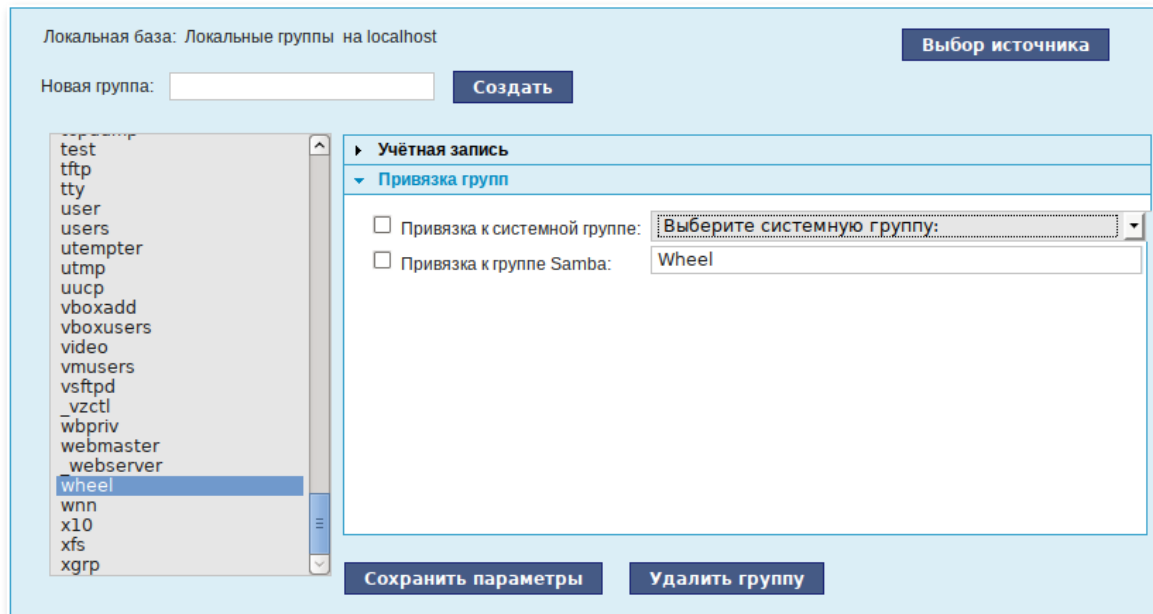 Локальная база: Локальные группы на localhost
Выбор источника
Новая группа:
Создать
test
tftp
tty
user
users
utempter
utmp
uucp
vboxadd
vboxusers
video
vmusers
vsftpd
_vzctl
wbpriv
webmaster
_webserver
wheel
wnn
x10
xfs
xgrp
Учётная запись
Привязка групп
Привязка к системной группе:
Выберите системную группу:
Привязка к группе Samba:
Wheel
Сохранить параметры
Удалить группу